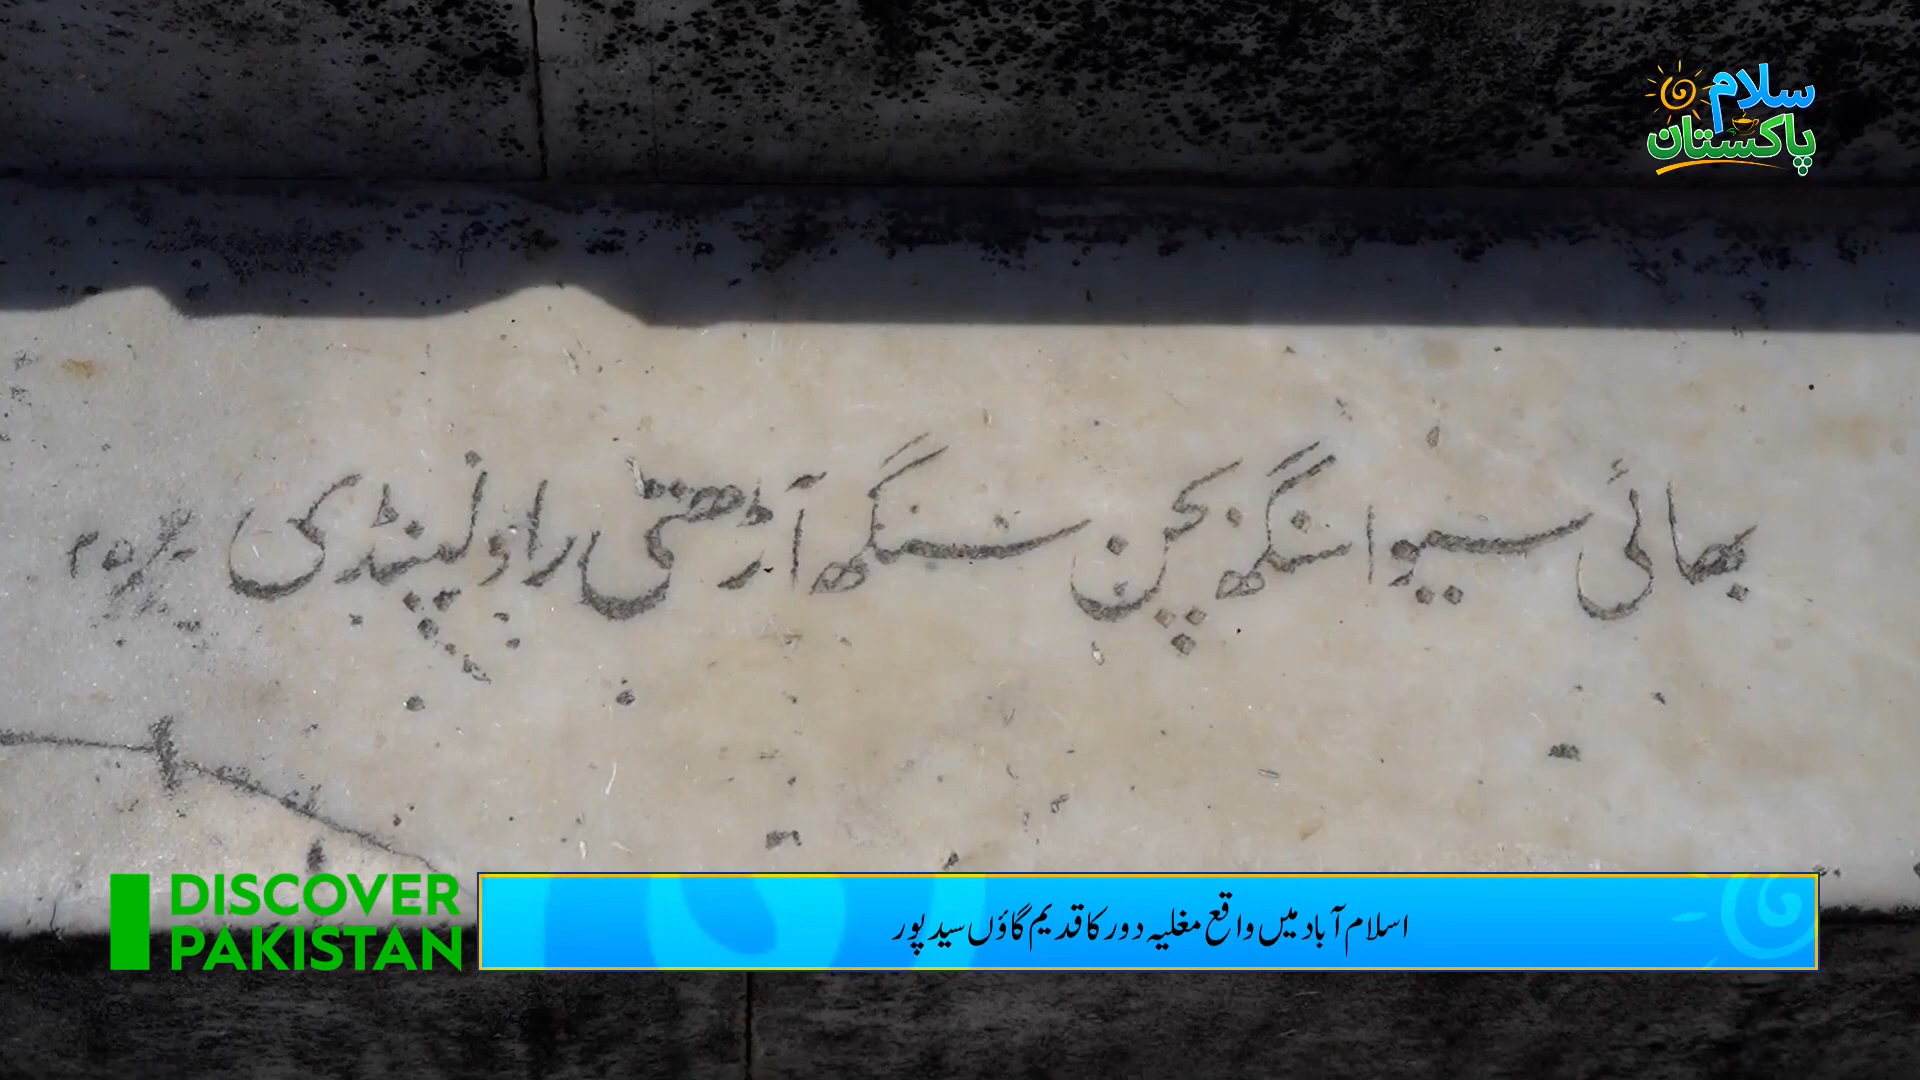 سلام
پاکستان
بھائی سیوا سنگھ بچن سنگھ آڑھتی راولپنڈی
DISCOVER
PAKISTAN
اسلام آباد میں واقع مغلیہ دور کا قدیم گاؤں سید پور